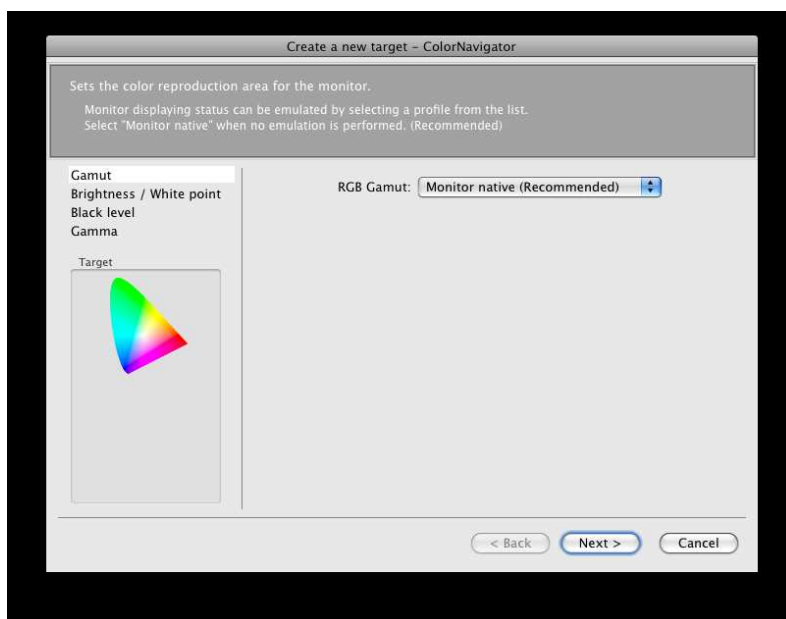 Create a new target – ColorNavigator
Sets the color reproduction area for the monitor.
Monitor displaying status can be emulated by selecting a profile from the list.
Select "Monitor native" when no emulation is performed. (Recommended)
Gamut
Brightness / White point
Black level
Gamma
Target
RGB Gamut: Monitor native (Recommended)
< Back Next > Cancel